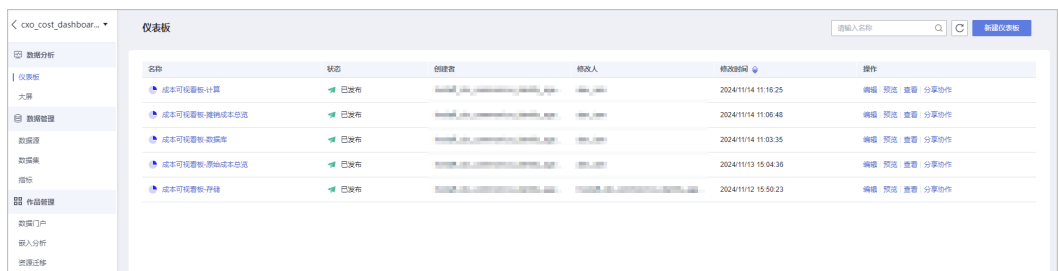 cxo_cost_dashboar...
仪表板
请输入名称
新建仪表板
数据分析
仪表板
大屏
数据管理
数据源
数据集
指标
作品管理
数据门户
嵌入分析
资源迁移
名称 状态 创建者 修改人 修改时间 操作
成本可视看板-计算 已发布 2024/11/14 11:16:25 编辑 预览 查看 分享协作
成本可视看板-摊销成本总览 已发布 2024/11/14 11:06:48 编辑 预览 查看 分享协作
成本可视看板-数据库 已发布 2024/11/14 11:03:35 编辑 预览 查看 分享协作
成本可视看板-原始成本总览 已发布 2024/11/13 15:04:36 编辑 预览 查看 分享协作
成本可视看板-存储 已发布 2024/11/12 15:50:23 编辑 预览 查看 分享协作